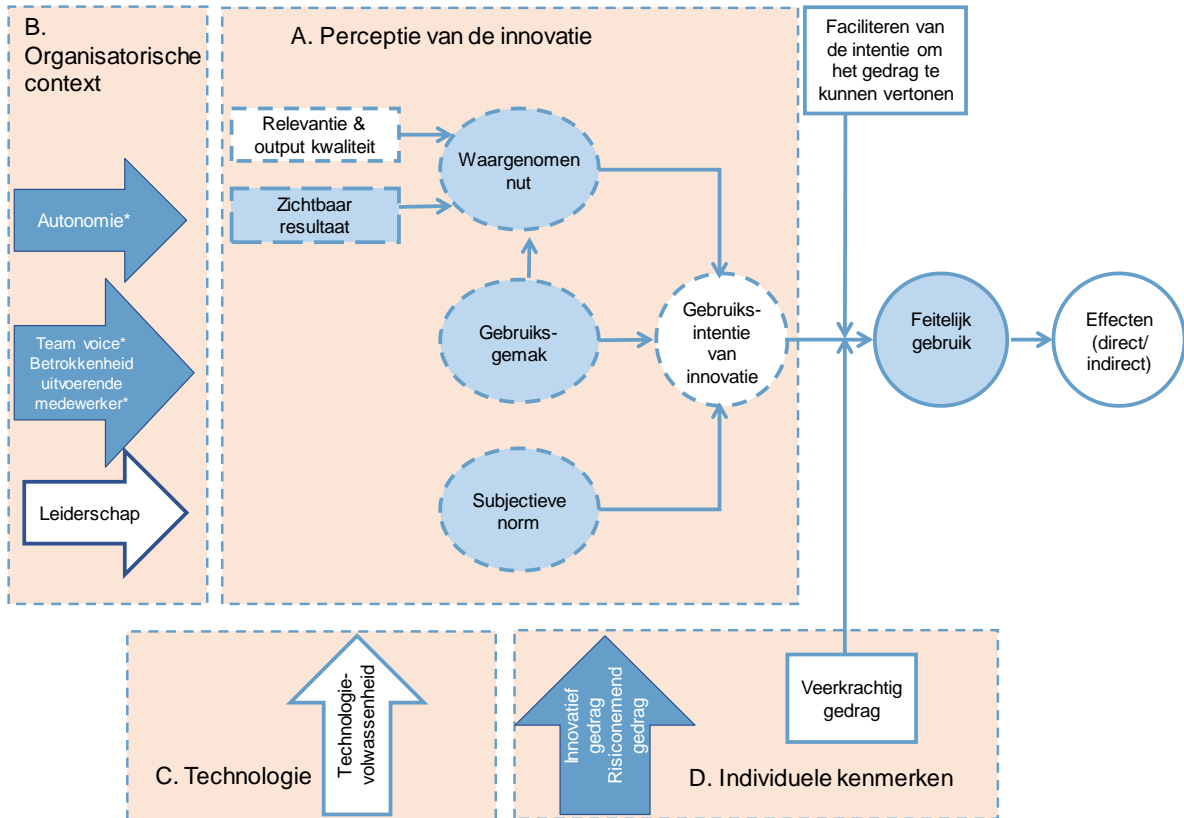 B.
Organisatorische
context
A. Perceptie van de innovatie
Faciliteren van
de intentie om
het gedrag te
kunnen vertonen
Relevantie &
output kwaliteit
Waargenomen
nut
Zichtbaar
resultaat
Autonomie*
Gebruiks-
gemak
Gebruiks-
intentie van
innovatie
Feitelijk
gebruik
Effecten
(direct/
indirect)
Team voice*
Betrokkenheid
uitvoerende
medewerker*
Subjectieve
norm
Leiderschap
Technologie-
volwassenheid
C. Technologie
Innovatief
gedrag
Risiconemend
gedrag
Veerkrachtig
gedrag
D. Individuele kenmerken